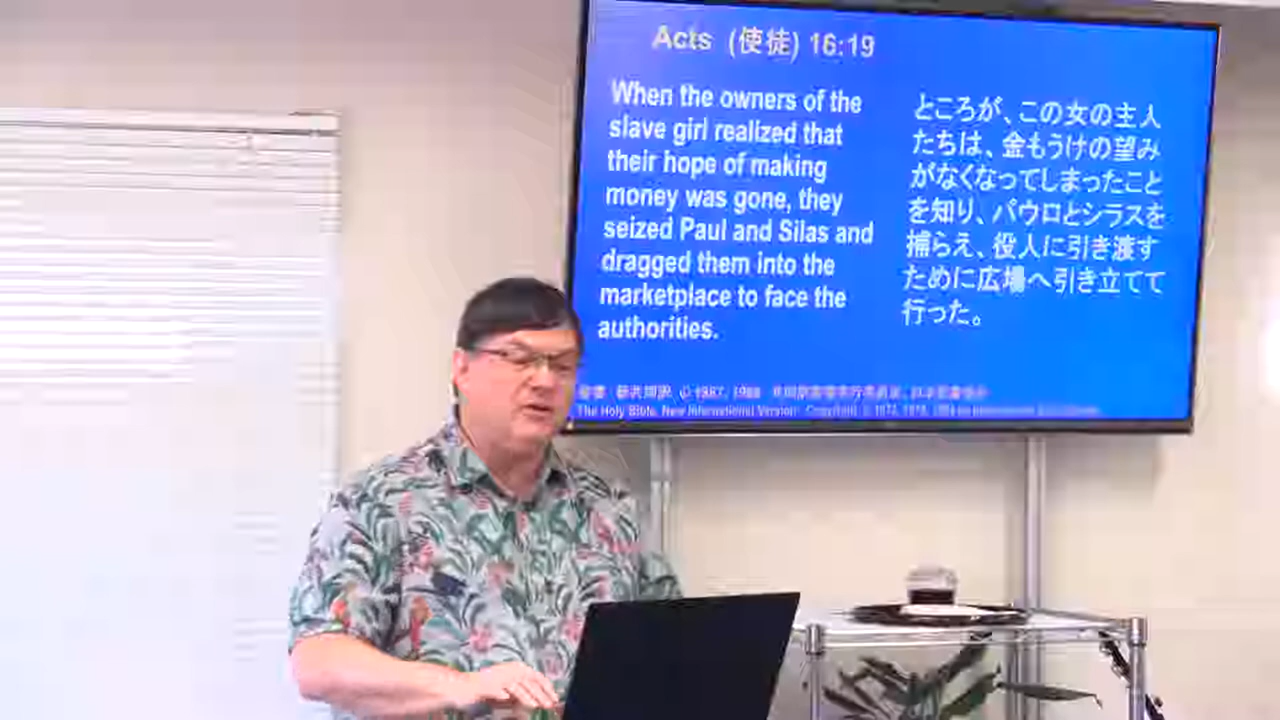 Acts (使徒) 16:19
When the owners of the
slave girl realized that
their hope of making
money was gone, they
seized Paul and Silas and
dragged them into the
marketplace to face the
authorities.
ところが、この女の主人
たちは、金もうけの望み
がなくなってしまったこと
を知り、パウロとシラスを
捕らえ、役人に引き渡す
ために広場へ引き立てて
行った。
The Holy Bible, New International Version